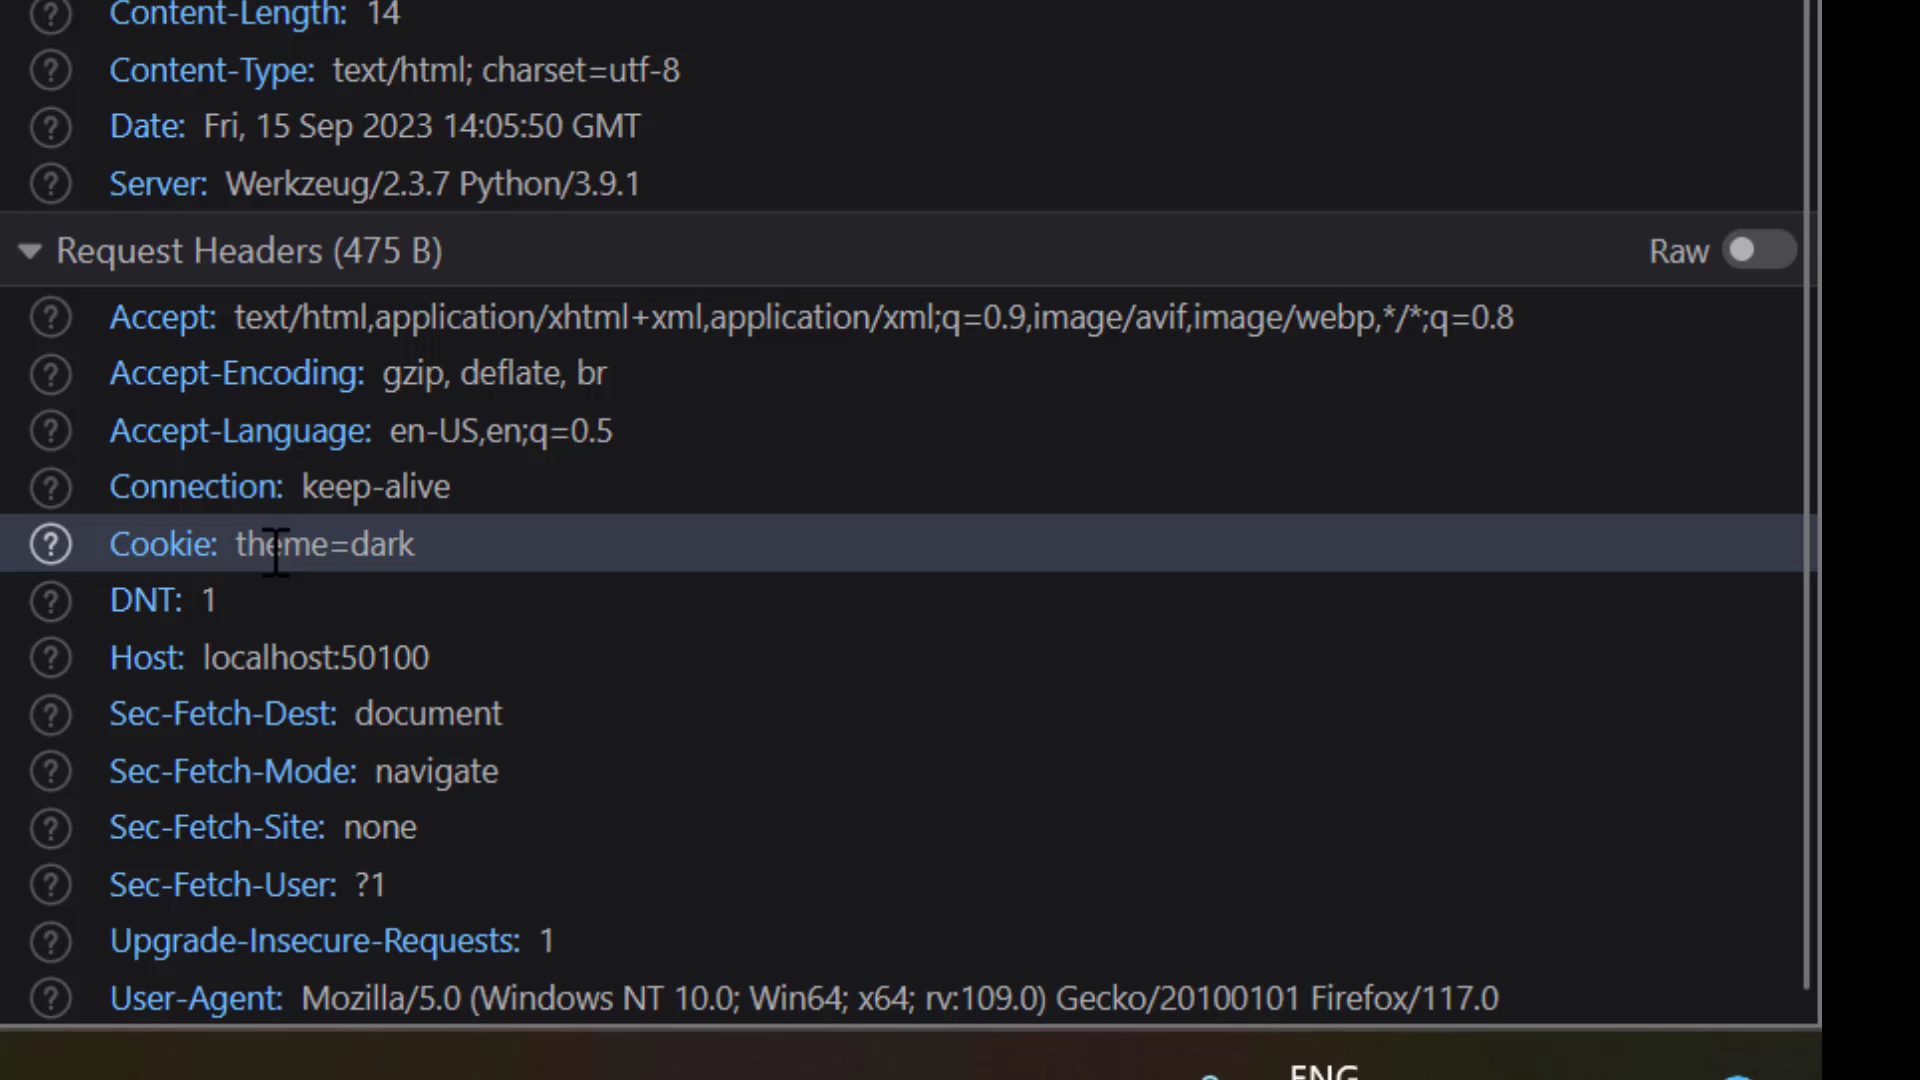 Content-Length: 14
Content-Type: text/html; charset=utf-8
Date: Fri, 15 Sep 2023 14:05:50 GMT
Server: Werkzeug/2.3.7 Python/3.9.1
Request Headers (475 B) Raw
Accept: text/html,application/xhtml+xml,application/xml;q=0.9,image/avif,image/webp,*/*;q=0.8
Accept-Encoding: gzip, deflate, br
Accept-Language: en-US,en;q=0.5
Connection: keep-alive
Cookie: theme=dark
DNT: 1
Host: localhost:50100
Sec-Fetch-Dest: document
Sec-Fetch-Mode: navigate
Sec-Fetch-Site: none
Sec-Fetch-User: ?1
Upgrade-Insecure-Requests: 1
User-Agent: Mozilla/5.0 (Windows NT 10.0; Win64; x64; rv:109.0) Gecko/20100101 Firefox/117.0
ENG